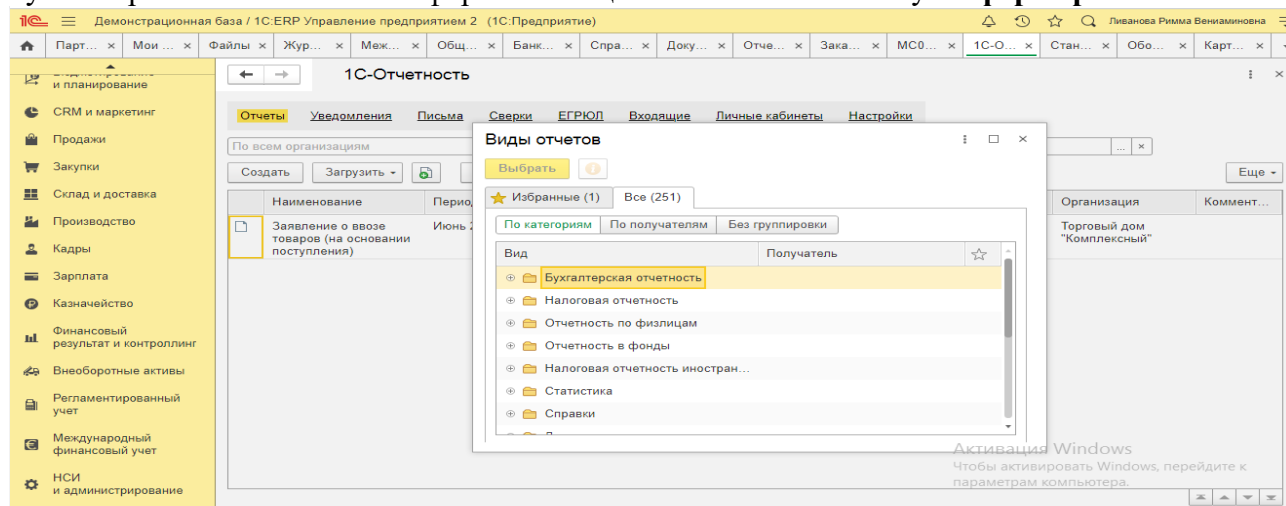 Демонстрационная база / 1С:ERP Управление предприятием 2 (1С:Предприятие)
Ливанова Римма Вениаминовна
Парт... × Мои ... × Файлы × Жур... × Меж... × Общ... × Банк... × Спра... × Доку... × Отче... × Зака... × МС0... × 1С-О... × Стан... × Обо... × Карт... ×
и планирование
CRM и маркетинг
Продажи
Закупки
Склад и доставка
Производство
Кадры
Зарплата
Казначейство
Финансовый
результат и контроллинг
Внеоборотные активы
Регламентированный
учет
Международный
финансовый учет
НСИ
и администрирование
1С-Отчетность
Отчеты Уведомления Письма Сверки ЕГРЮЛ Входящие Личные кабинеты Настройки
По всем организациям
Создать Загрузить
Еще
Наименование
Организация Коммент...
Заявление о ввозе
товаров (на основании
поступления)
Июнь
Торговый дом
"Комплексный"
Виды отчетов
Выбрать
Избранные (1) Все (251)
По категориям По получателям Без группировки
Вид Получатель
Бухгалтерская отчетность
Налоговая отчетность
Отчетность по физлицам
Отчетность в фонды
Налоговая отчетность иностран...
Статистика
Справки
Активация Windows
Чтобы активировать Windows, перейдите к
параметрам компьютера.